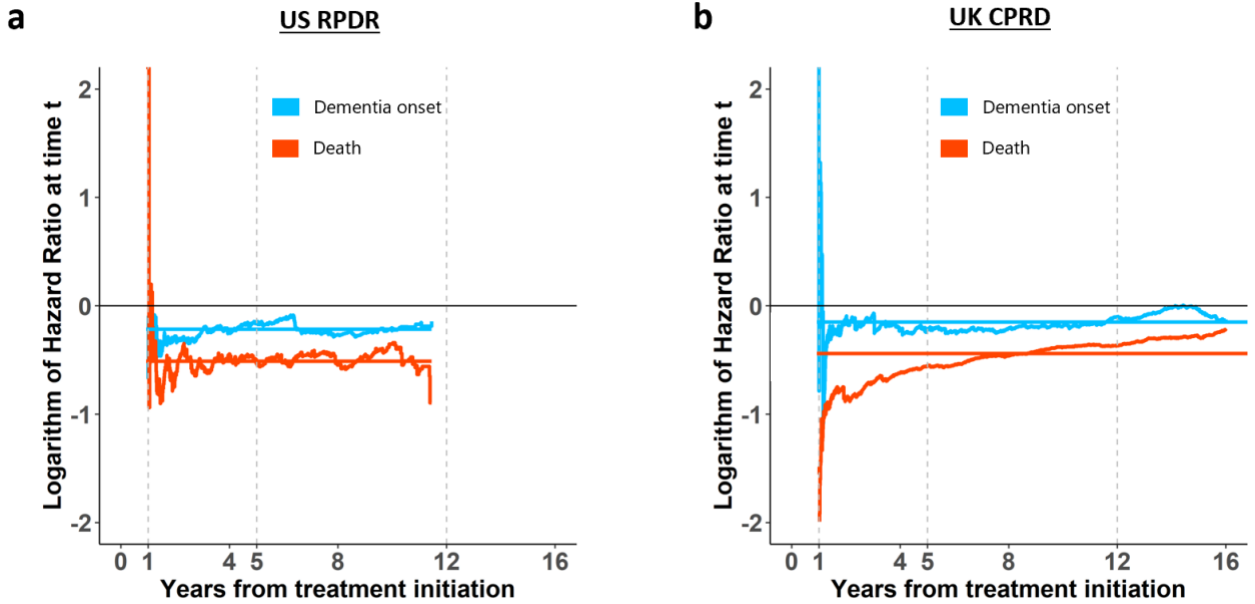 a
US RPDR
Logarithm of Hazard Ratio at time t
2
1
0
-1
-2
Dementia onset
Death
0 1 4 5 8 12 16
Years from treatment initiation
b
UK CPRD
Logarithm of Hazard Ratio at time t
2
1
0
-1
-2
Dementia onset
Death
0 1 4 5 8 12 16
Years from treatment initiation